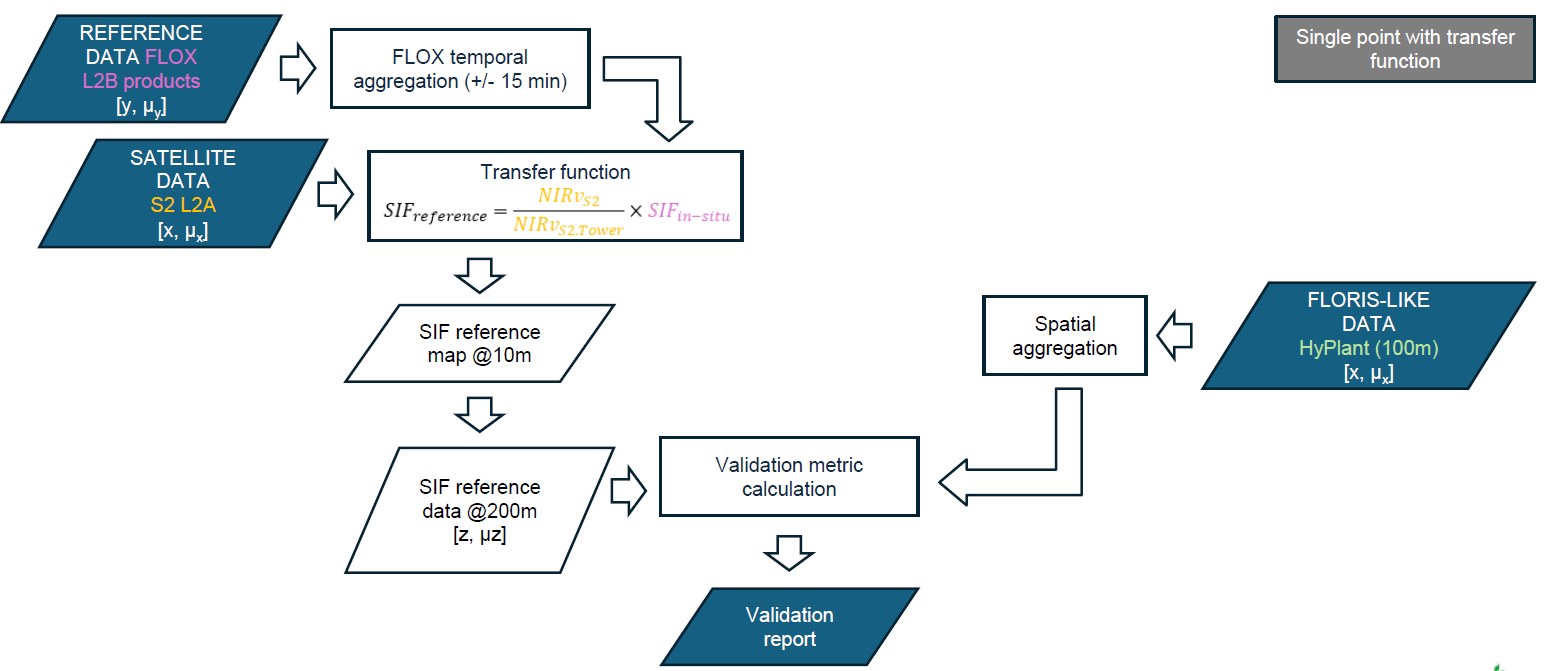 REFERENCE
DATA FLOX
L2B products
[y, μy]
FLOX temporal
aggregation (+/- 15 min)
Single point with transfer
function
SATELLITE
DATA
S2 L2A
[x, μx]
Transfer function
SIFreference = NIRvS2 / NIRvS2,Tower × SIFin−situ
SIF reference
map @10m
Spatial
aggregation
FLORIS-LIKE
DATA
HyPlant (100m)
[x, μx]
SIF reference
data @200m
[z, μz]
Validation metric
calculation
Validation
report